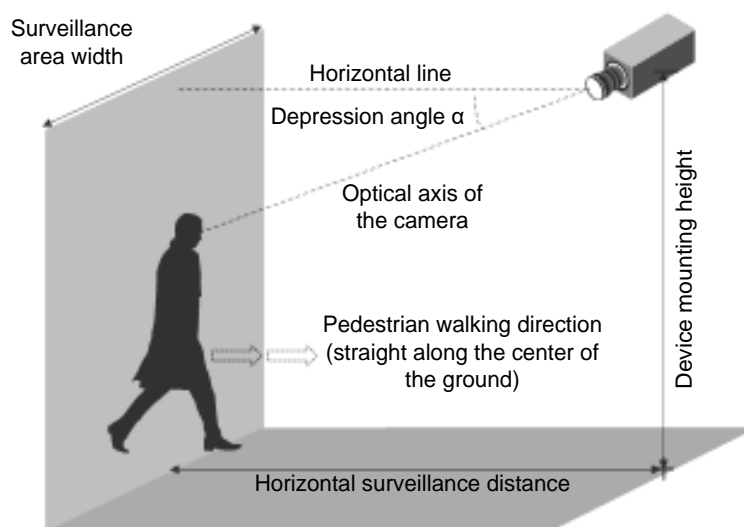 Surveillance
area width
Horizontal line
Depression angle α
Optical axis of
the camera
Device mounting height
Pedestrian walking direction
(straight along the center of
the ground)
Horizontal surveillance distance